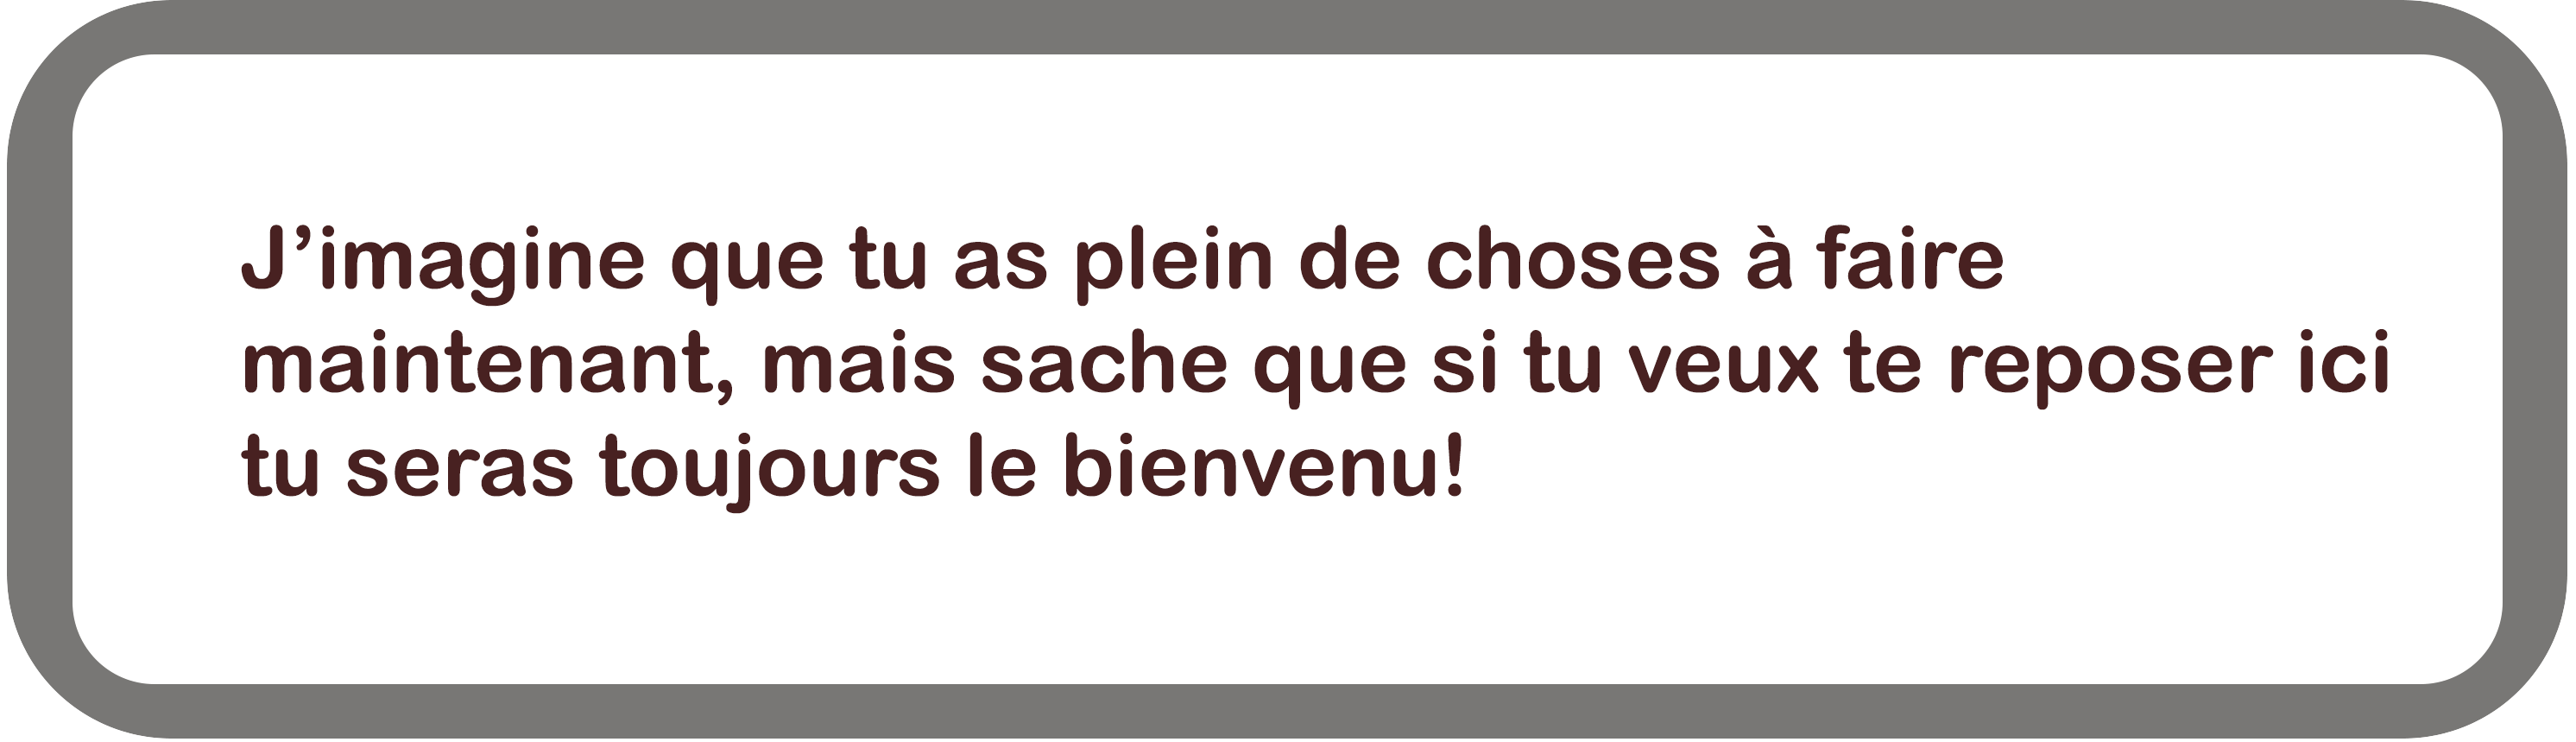 J’imagine que tu as plein de choses à faire
maintenant, mais sache que si tu veux te reposer ici
tu seras toujours le bienvenu!